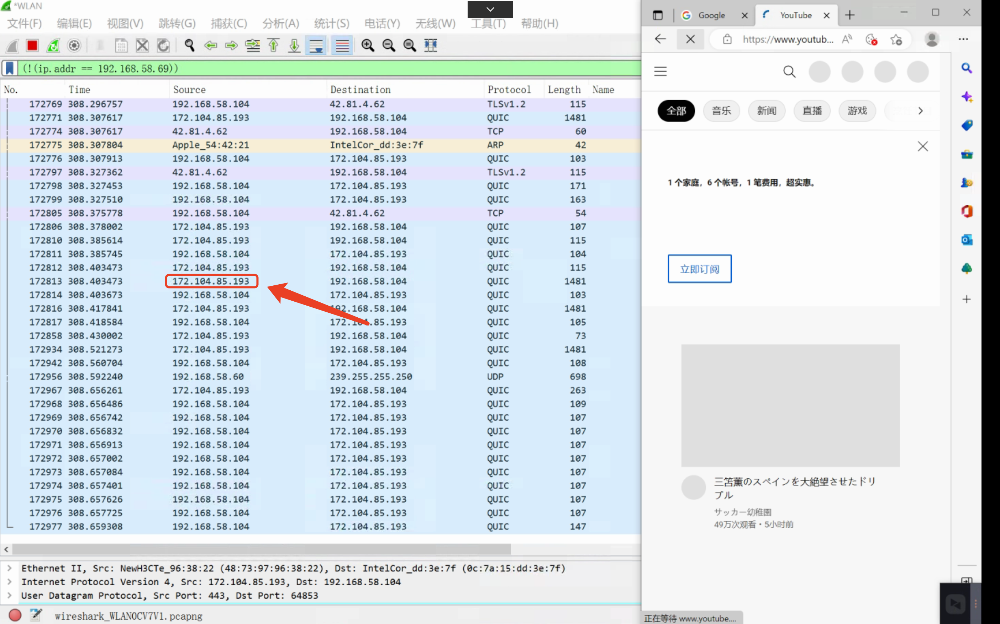 *WLAN
文件(F) 编辑(E) 视图(V) 跳转(G) 捕获(C) 分析(A) 统计(S) 电话(Y) 无线(W) 工具(T) 帮助(H)
(!(ip.addr == 192.168.58.69))
No. Time Source Destination Protocol Length Name
172769 308.296757 192.168.58.104 42.81.4.62 TLSv1.2 115
172771 308.307617 172.104.85.193 192.168.58.104 QUIC 1481
172774 308.307617 42.81.4.62 192.168.58.104 TCP 60
172775 308.307804 Apple_54:42:21 IntelCor_dd:3e:7f ARP 42
172776 308.307913 192.168.58.104 172.104.85.193 QUIC 103
172797 308.327362 42.81.4.62 192.168.58.104 TLSv1.2 115
172798 308.327453 192.168.58.104 172.104.85.193 QUIC 171
172799 308.327510 192.168.58.104 172.104.85.193 QUIC 163
172805 308.375778 192.168.58.104 42.81.4.62 TCP 54
172806 308.378002 172.104.85.193 192.168.58.104 QUIC 107
172810 308.385614 172.104.85.193 192.168.58.104 QUIC 115
172811 308.385745 192.168.58.104 172.104.85.193 QUIC 104
172812 308.403473 172.104.85.193 192.168.58.104 QUIC 115
172813 308.403473 172.104.85.193 192.168.58.104 QUIC 1481
172814 308.403673 192.168.58.104 172.104.85.193 QUIC 103
172816 308.417841 172.104.85.193 192.168.58.104 QUIC 1481
172817 308.418584 192.168.58.104 172.104.85.193 QUIC 105
172858 308.430002 172.104.85.193 192.168.58.104 QUIC 73
172934 308.521273 172.104.85.193 192.168.58.104 QUIC 1481
172942 308.560704 192.168.58.104 172.104.85.193 QUIC 108
172956 308.592240 192.168.58.60 239.255.255.250 UDP 698
172967 308.656261 172.104.85.193 192.168.58.104 QUIC 263
172968 308.656486 192.168.58.104 172.104.85.193 QUIC 109
172969 308.656742 192.168.58.104 172.104.85.193 QUIC 107
172970 308.656832 192.168.58.104 172.104.85.193 QUIC 107
172971 308.656913 192.168.58.104 172.104.85.193 QUIC 107
172972 308.657002 192.168.58.104 172.104.85.193 QUIC 107
172973 308.657084 192.168.58.104 172.104.85.193 QUIC 107
172974 308.657401 192.168.58.104 172.104.85.193 QUIC 107
172975 308.657626 192.168.58.104 172.104.85.193 QUIC 107
172976 308.657725 192.168.58.104 172.104.85.193 QUIC 107
172977 308.659308 192.168.58.104 172.104.85.193 QUIC 147
Ethernet II, Src: NewH3CTe_96:38:22 (48:73:97:96:38:22), Dst: IntelCor_dd:3e:7f (0c:7a:15:dd:3e:7f)
Internet Protocol Version 4, Src: 172.104.85.193, Dst: 192.168.58.104
User Datagram Protocol, Src Port: 443, Dst Port: 64853
wireshark_WLANOCV7V1.pcapng
Google YouTube
https://www.youtub...
全部 音乐 新闻 直播 游戏
1 个家庭，6 个帐号，1 笔费用，超实惠。
立即订阅
三笘薫のスペインを大絶望させたドリ
ブル
サッカー幼稚園
49万次观看・5小时前
正在等待 www.youtube....